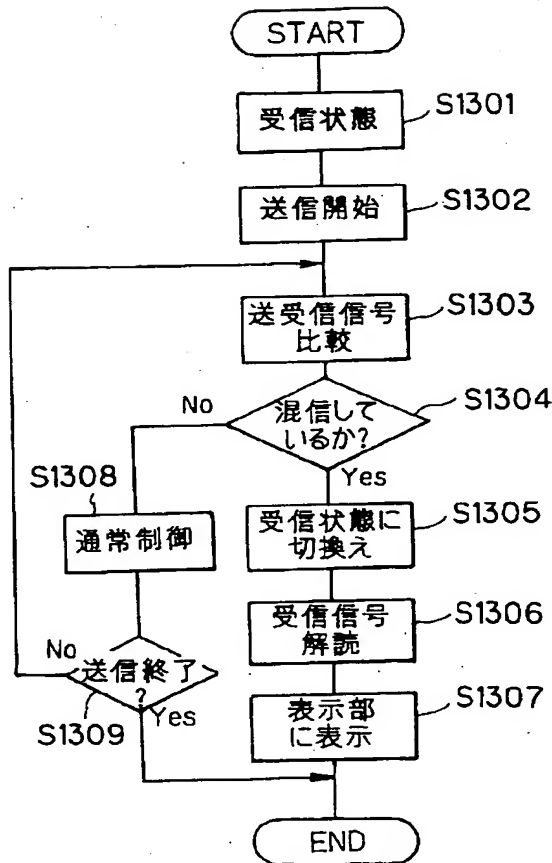 START
受信状態
S1301
送信開始
S1302
送受信信号
比較
S1303
混信して
いるか?
S1304
No
Yes
S1308
通常制御
受信状態に
切換え
S1305
受信信号
解読
S1306
No
送信終了
?
Yes
S1309
表示部
に表示
S1307
END